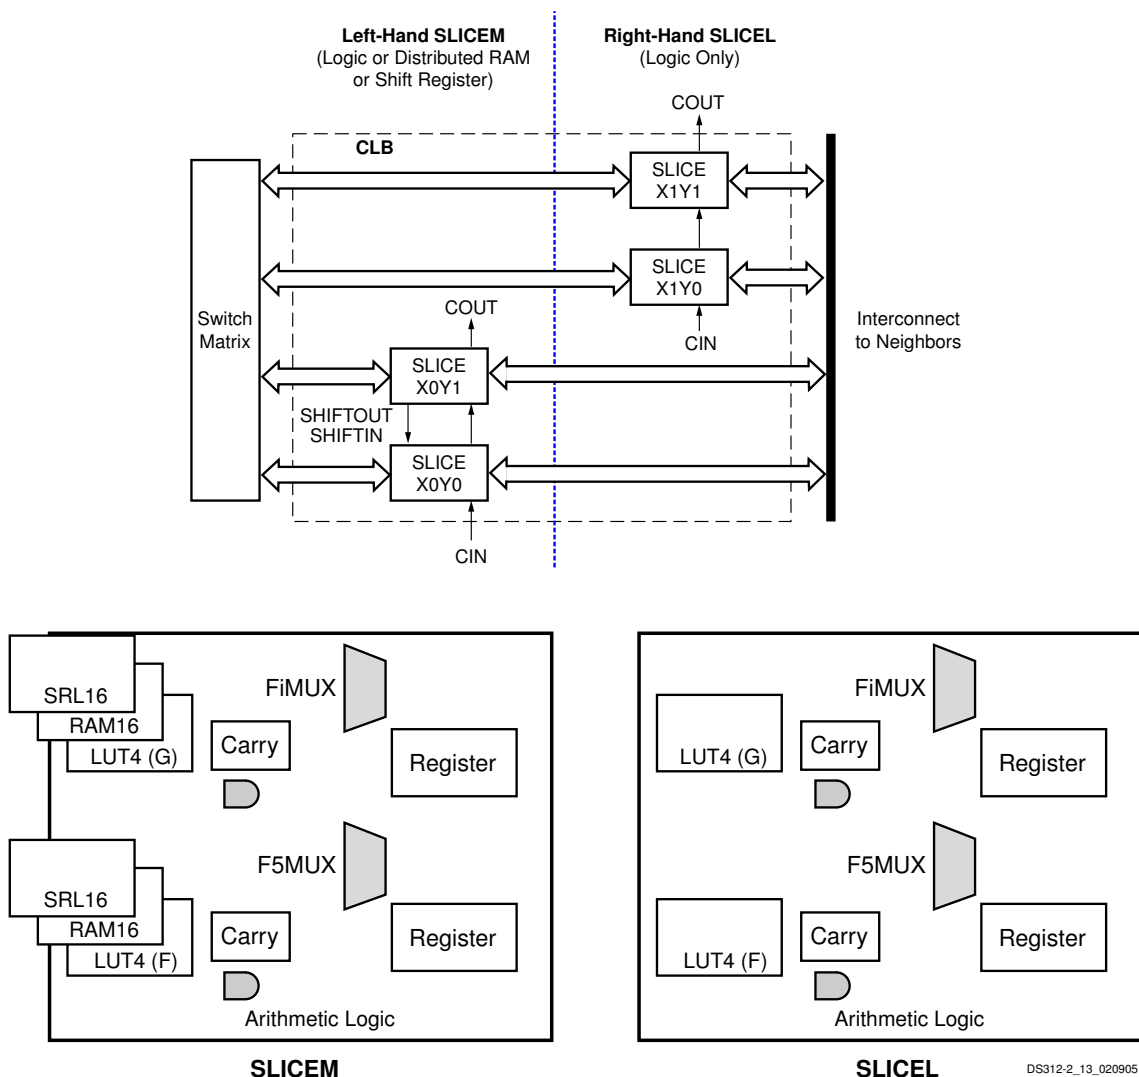 Left-Hand SLICEM
(Logic or Distributed RAM
or Shift Register)
Right-Hand SLICEL
(Logic Only)
COUT
CLB
SLICE
X1Y1
SLICE
X1Y0
COUT
CIN
Switch
Matrix
Interconnect
to Neighbors
SLICE
X0Y1
SHIFTOUT
SHIFTIN
SLICE
X0Y0
CIN
SRL16
RAM16
LUT4 (G)
Carry
FiMUX
Register
SRL16
RAM16
LUT4 (F)
Carry
F5MUX
Register
Arithmetic Logic
SLICEM
LUT4 (G)
Carry
FiMUX
Register
LUT4 (F)
Carry
F5MUX
Register
Arithmetic Logic
SLICEL
DS312-2_13_020905